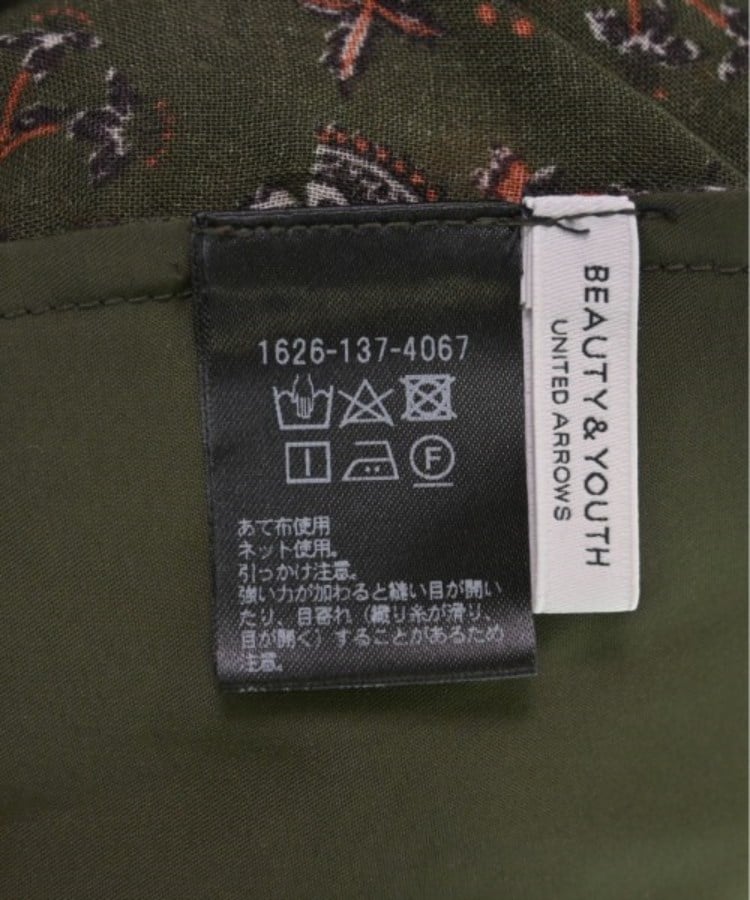 1626-137-4067
F
あて布使用
ネット使用。
引っかけ注意。
強い力が加わると縫い目が開い
たり、目寄れ（織り糸が滑り、
目が開く）することがあるため
注意。
BEAUTY & YOUTH
UNITED ARROWS